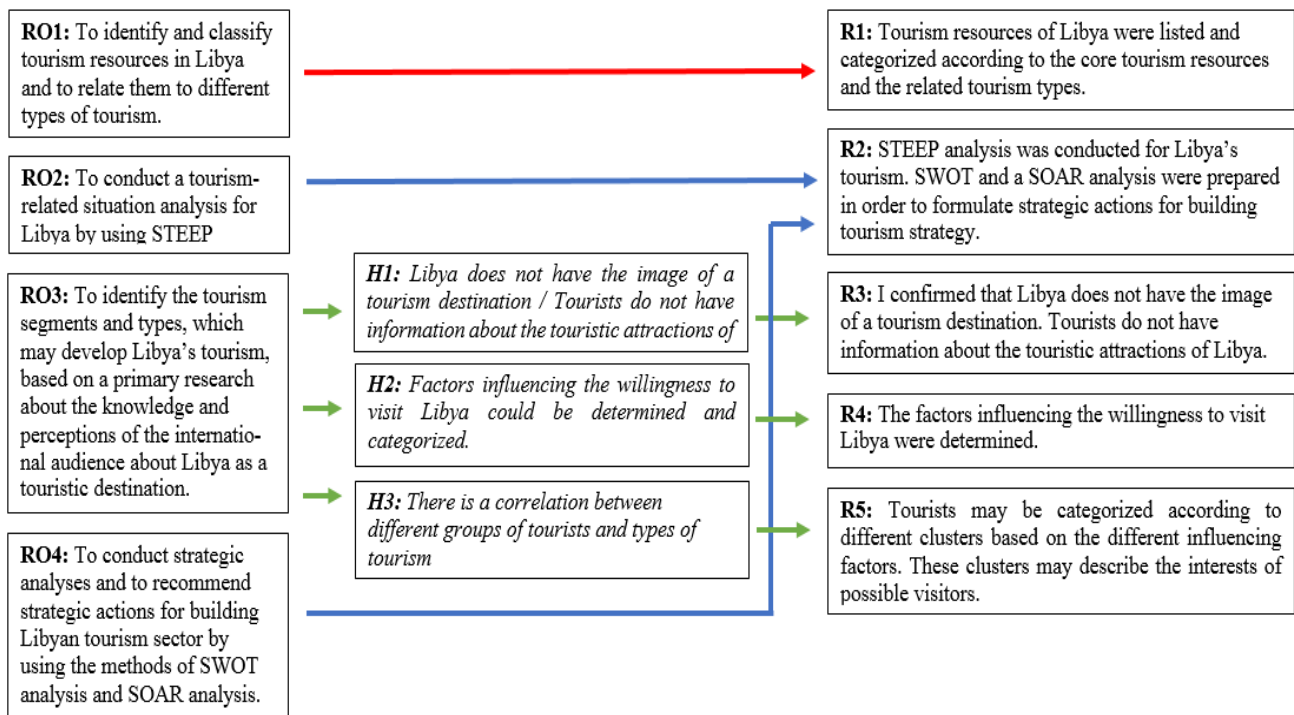 RO1: To identify and classify
tourism resources in Libya
and to relate them to different
types of tourism.
RO2: To conduct a tourism-
related situation analysis for
Libya by using STEEP
RO3: To identify the tourism
segments and types, which
may develop Libya's tourism,
based on a primary research
about the knowledge and
perceptions of the internatio-
nal audience about Libya as a
touristic destination.
RO4: To conduct strategic
analyses and to recommend
strategic actions for building
Libyan tourism sector by
using the methods of SWOT
analysis and SOAR analysis.
H1: Libya does not have the image of a
tourism destination / Tourists do not have
information about the touristic attractions of
H2: Factors influencing the willingness to
visit Libya could be determined and
categorized.
H3: There is a correlation between
different groups of tourists and types of
tourism
R1: Tourism resources of Libya were listed and
categorized according to the core tourism resources
and the related tourism types.
R2: STEEP analysis was conducted for Libya's
tourism. SWOT and a SOAR analysis were prepared
in order to formulate strategic actions for building
tourism strategy.
R3: I confirmed that Libya does not have the image
of a tourism destination. Tourists do not have
information about the touristic attractions of Libya.
R4: The factors influencing the willingness to visit
Libya were determined.
R5: Tourists may be categorized according to
different clusters based on the different influencing
factors. These clusters may describe the interests of
possible visitors.